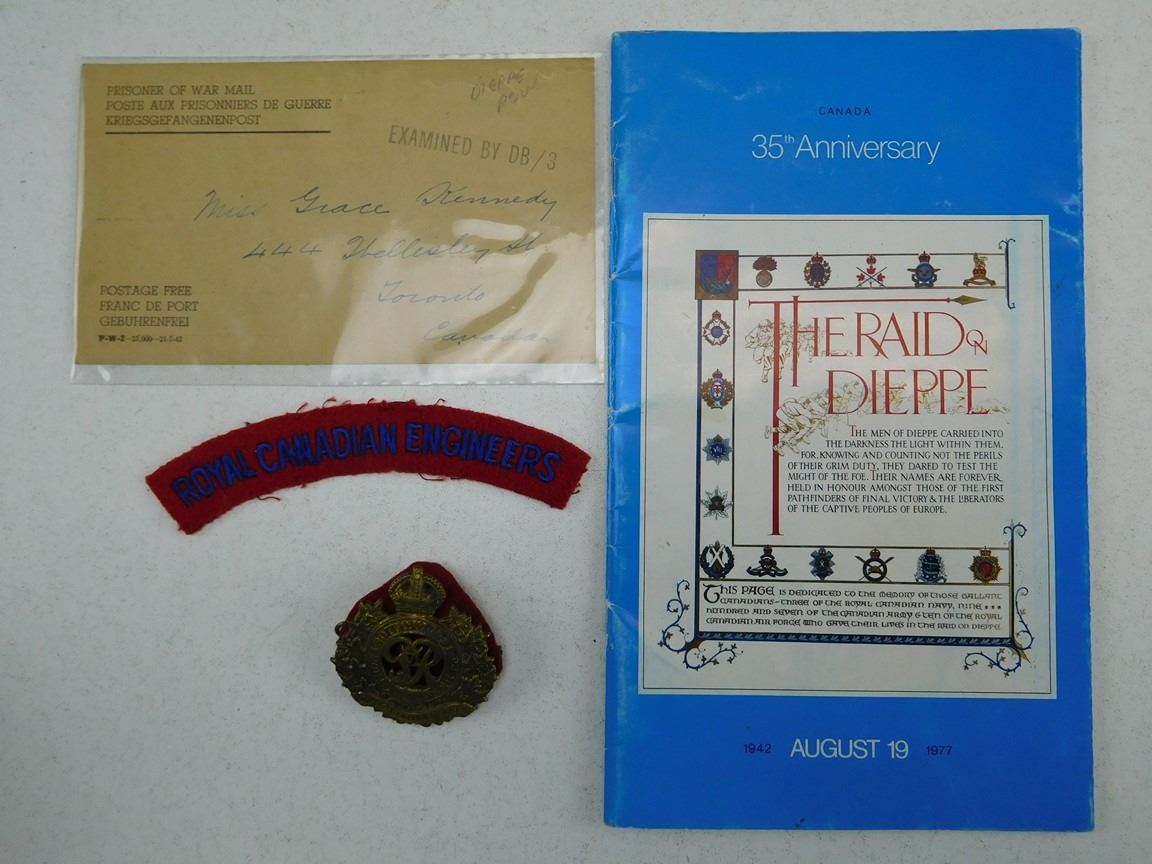 PRISONER OF WAR MAIL
POSTE AUX PRISONNIERS DE GUERRE
KRIEGSGEFANGENENPOST
DIEPPE
POW
EXAMINED BY DB/3
Miss Grace Kennedy
444 Wellesley St.
Toronto
Canada
POSTAGE FREE
FRANC DE PORT
GEBUHRENFREI
P-W-2—25,000—21-7-42
ROYAL CANADIAN ENGINEERS
CANADA
35th Anniversary
THE RAID ON
DIEPPE
THE MEN OF DIEPPE CARRIED INTO
THE DARKNESS THE LIGHT WITHIN THEM,
FOR, KNOWING AND COUNTING NOT THE PERILS
OF THEIR GRIM DUTY, THEY DARED TO TEST THE
MIGHT OF THE FOE. THEIR NAMES ARE FOREVER
HELD IN HONOUR AMONGST THOSE OF THE FIRST
PATHFINDERS OF FINAL VICTORY & THE LIBERATORS
OF THE CAPTIVE PEOPLES OF EUROPE.
THIS PAGE IS DEDICATED TO THE MEMORY OF THOSE GALLANT
CANADIANS-THREE OF THE ROYAL CANADIAN NAVY, NINE
HUNDRED AND SEVEN OF THE CANADIAN ARMY & TEN OF THE ROYAL
CANADIAN AIR FORCE WHO GAVE THEIR LIVES IN THE RAID ON DIEPPE.
1942 AUGUST 19 1977